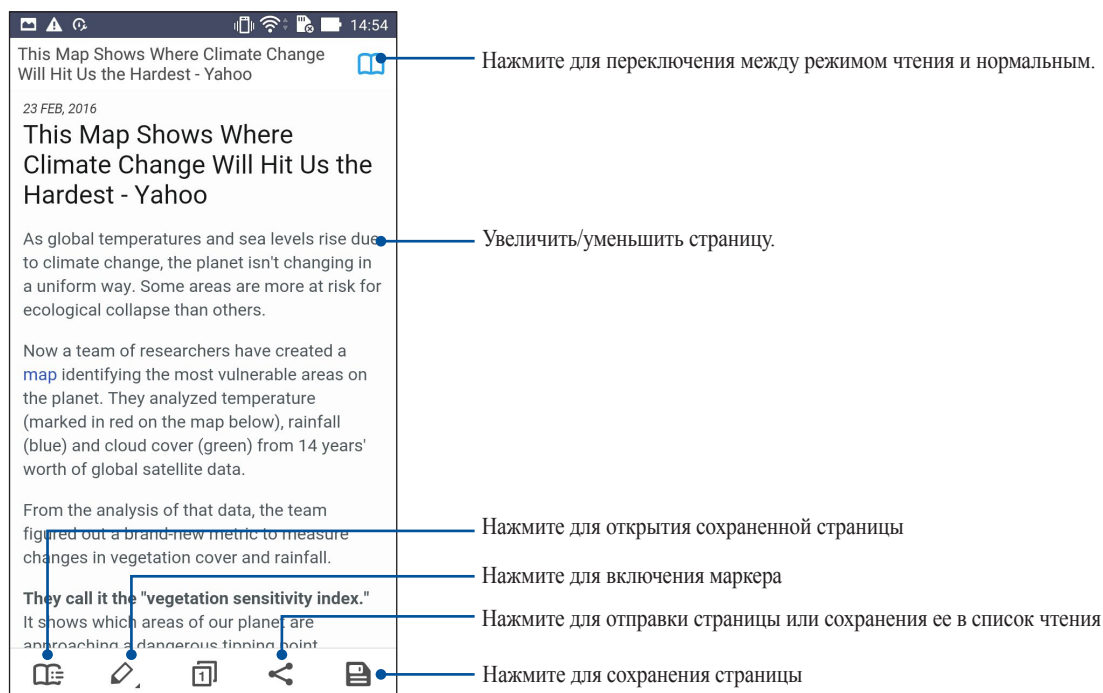 14:54
This Map Shows Where Climate Change
Will Hit Us the Hardest - Yahoo
Нажмите для переключения между режимом чтения и нормальным.
23 FEB, 2016
This Map Shows Where
Climate Change Will Hit Us the
Hardest - Yahoo
As global temperatures and sea levels rise due
to climate change, the planet isn't changing in
a uniform way. Some areas are more at risk for
ecological collapse than others.
Увеличить/уменьшить страницу.
Now a team of researchers have created a
map identifying the most vulnerable areas on
the planet. They analyzed temperature
(marked in red on the map below), rainfall
(blue) and cloud cover (green) from 14 years'
worth of global satellite data.
From the analysis of that data, the team
figured out a brand-new metric to measure
changes in vegetation cover and rainfall.
They call it the "vegetation sensitivity index."
It shows which areas of our planet are
approaching a dangerous tipping point
Нажмите для открытия сохраненной страницы
Нажмите для включения маркера
Нажмите для отправки страницы или сохранения ее в список чтения
1
Нажмите для сохранения страницы